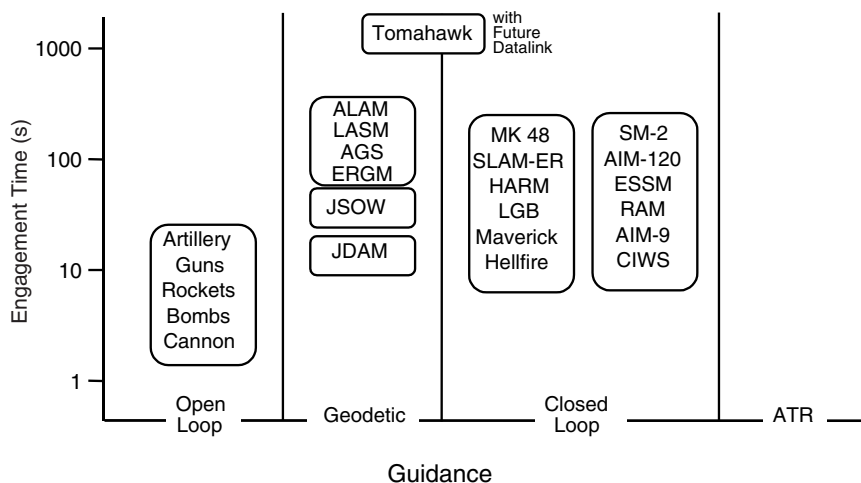 Tomahawk
with
Future
Datalink
1000
100
10
1
Engagement Time (s)
Artillery
Guns
Rockets
Bombs
Cannon
ALAM
LASM
AGS
ERGM
JSOW
JDAM
MK 48
SLAM-ER
HARM
LGB
Maverick
Hellfire
SM-2
AIM-120
ESSM
RAM
AIM-9
CIWS
Open
Loop
Geodetic
Closed
Loop
ATR
Guidance